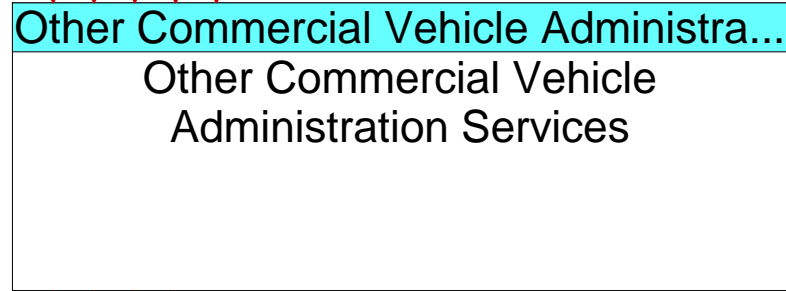 Other Commercial Vehicle Administra...
Other Commercial Vehicle
Administration Services